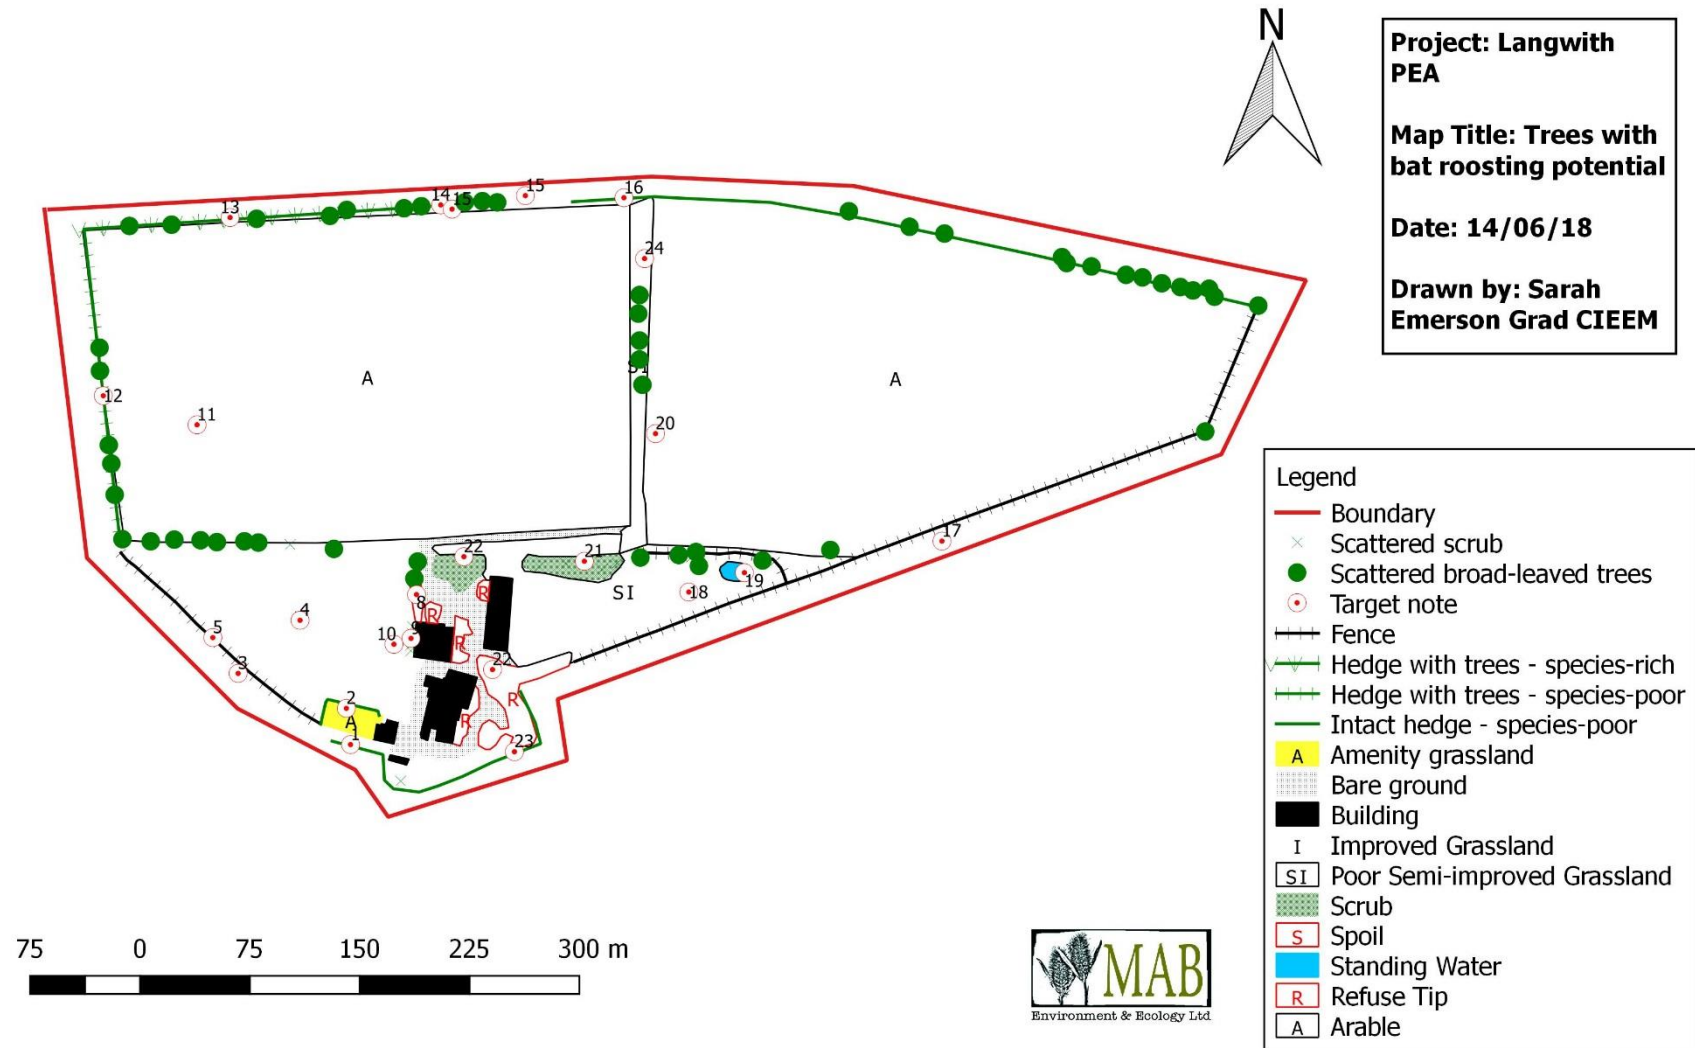 N
Project: Langwith
PEA
Map Title: Trees with
bat roosting potential
Date: 14/06/18
Drawn by: Sarah
Emerson Grad CIEEM
13
14
15
15
16
24
A
SI
A
12
11
20
17
22
21
19
18
SI
8
R
R
4
10
9
R
5
3
22
R
R
2
A
1
23
Legend
Boundary
Scattered scrub
Scattered broad-leaved trees
Target note
Fence
Hedge with trees - species-rich
Hedge with trees - species-poor
Intact hedge - species-poor
A Amenity grassland
Bare ground
Building
I Improved Grassland
SI Poor Semi-improved Grassland
Scrub
S Spoil
Standing Water
R Refuse Tip
A Arable
75 0 75 150 225 300 m
MAB
Environment & Ecology Ltd